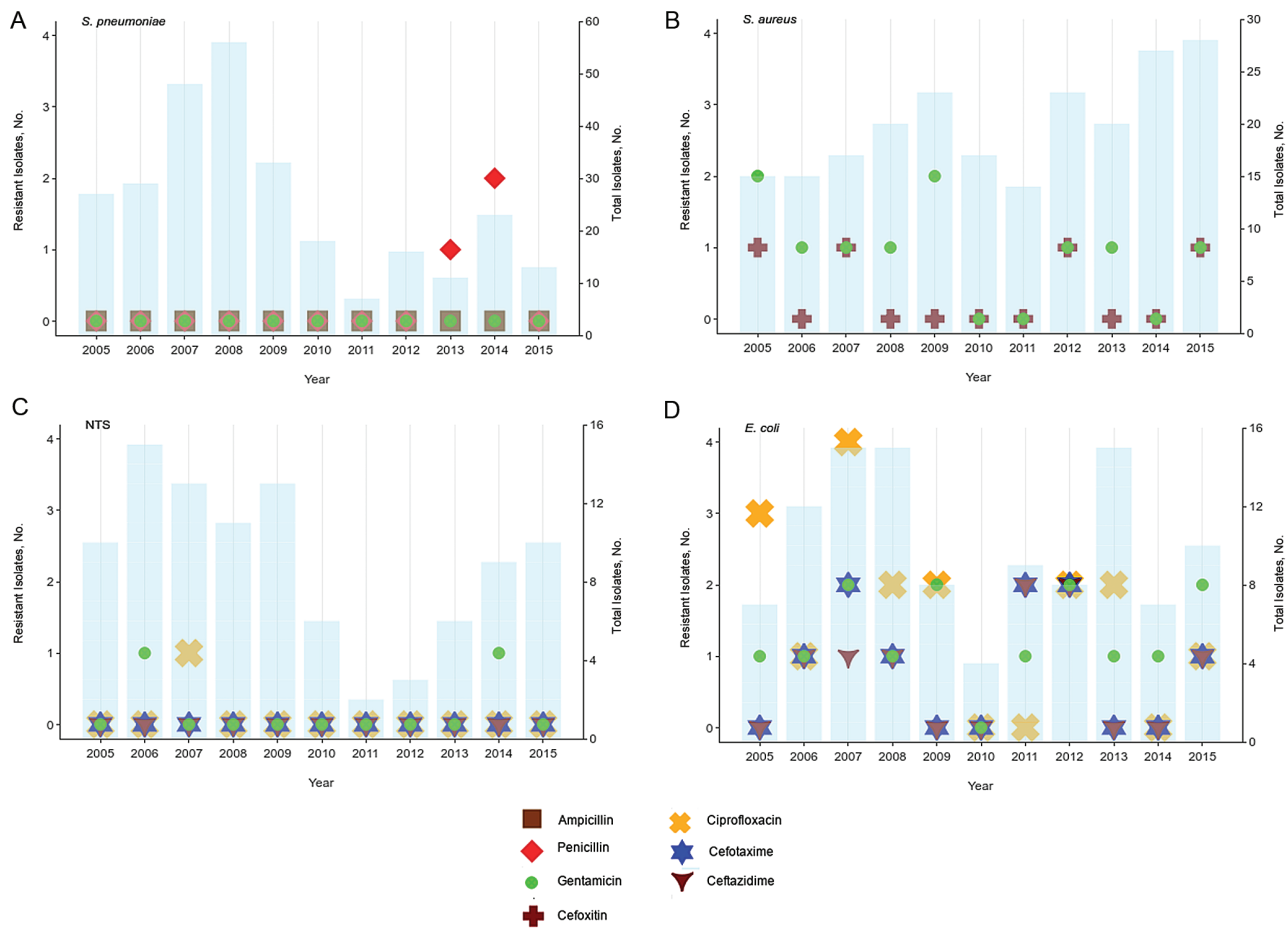 A
S. pneumoniae
4
3
2
1
0
Resistant Isolates, No.
60
50
40
30
20
10
0
Total Isolates, No.
2005 2006 2007 2008 2009 2010 2011 2012 2013 2014 2015
Year
B
S. aureus
4
3
2
1
0
Resistant Isolates, No.
30
25
20
15
10
5
0
Total Isolates, No.
2005 2006 2007 2008 2009 2010 2011 2012 2013 2014 2015
Year
C
NTS
4
3
2
1
0
Resistant Isolates, No.
16
12
8
4
0
Total Isolates, No.
2005 2006 2007 2008 2009 2010 2011 2012 2013 2014 2015
Year
D
E. coli
4
3
2
1
0
Resistant Isolates, No.
16
12
8
4
0
Total Isolates, No.
2005 2006 2007 2008 2009 2010 2011 2012 2013 2014 2015
Year
Ampicillin
Penicillin
Gentamicin
Cefoxitin
Ciprofloxacin
Cefotaxime
Ceftazidime